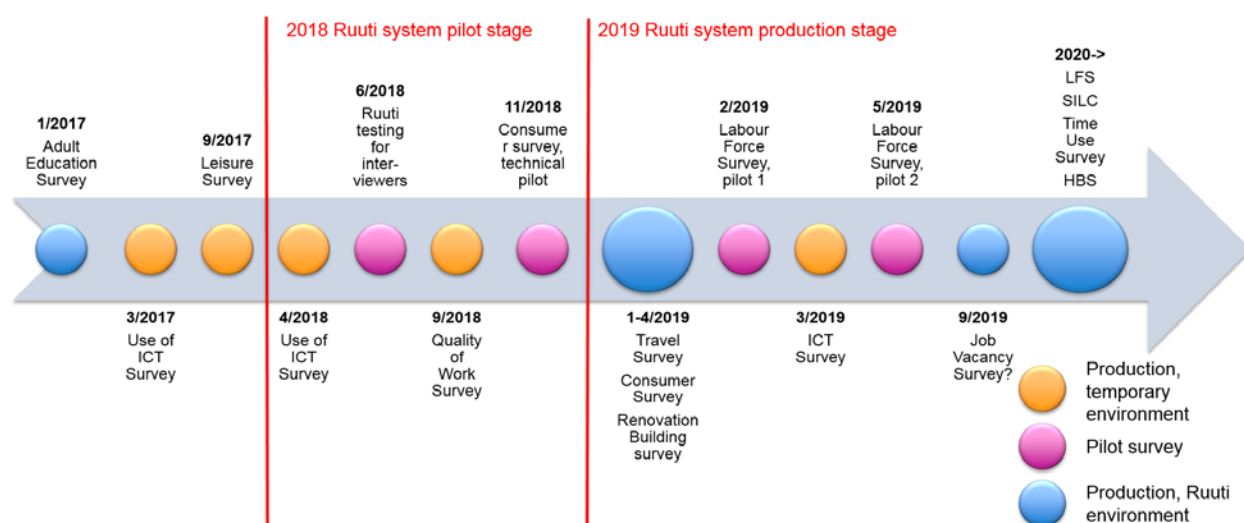 2018 Ruuti system pilot stage
2019 Ruuti system production stage
1/2017
Adult
Education
Survey
9/2017
Leisure
Survey
6/2018
Ruuti
testing
for
inter-
viewers
11/2018
Consume
r survey,
technical
pilot
2/2019
Labour
Force
Survey,
pilot 1
5/2019
Labour
Force
Survey,
pilot 2
2020->
LFS
SILC
Time
Use
Survey
HBS
3/2017
Use of
ICT
Survey
4/2018
Use of
ICT
Survey
9/2018
Quality
of
Work
Survey
1-4/2019
Travel
Survey
Consumer
Survey
Renovation
Building
survey
3/2019
ICT
Survey
9/2019
Job
Vacancy
Survey?
Production,
temporary
environment
Pilot survey
Production, Ruuti
environment